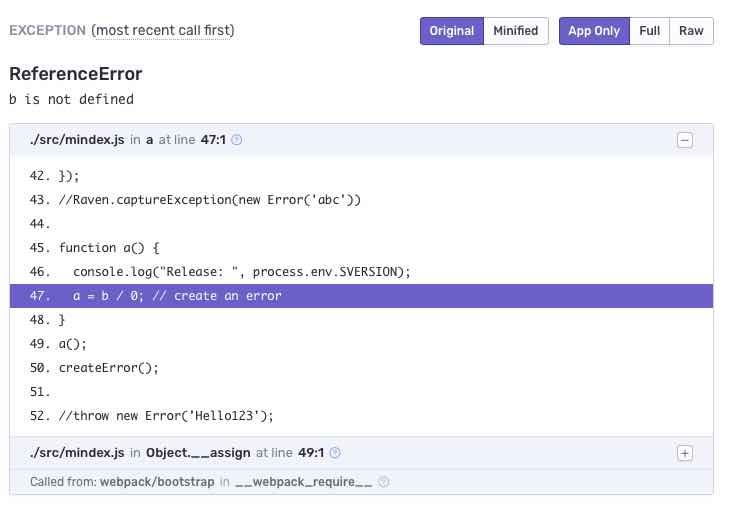 EXCEPTION (most recent call first) Original Minified App Only Full Raw
ReferenceError
b is not defined
./src/mindex.js in a at line 47:1 ?
42. });
43. //Raven.captureException(new Error('abc'))
44.
45. function a() {
46. console.log("Release: ", process.env.SVERSION);
47. a = b / 0; // create an error
48. }
49. a();
50. createError();
51.
52. //throw new Error('Hello123');
./src/mindex.js in Object.__assign at line 49:1 ?
Called from: webpack/bootstrap in __webpack_require__ ?